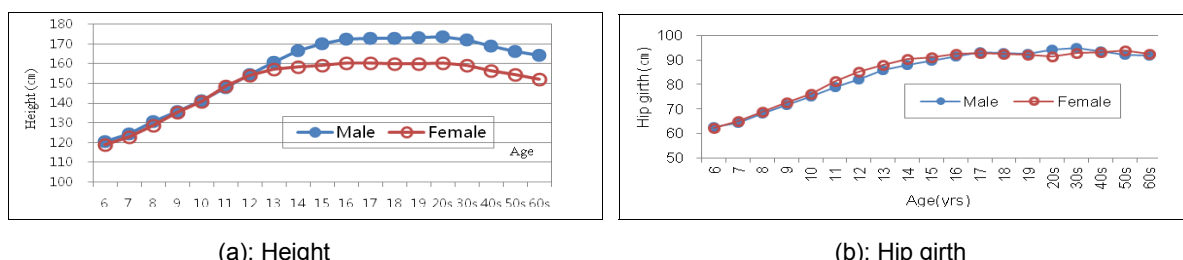 180
170
160
150
140
130
120
110
100
Height(㎝)
Male
Female
Age
6 7 8 9 10 11 12 13 14 15 16 17 18 19 20s 30s 40s 50s 60s
(a): Height
100
90
80
70
60
50
Hip girth(㎝)
Male
Female
6 7 8 9 10 11 12 13 14 15 16 17 18 19 20s 30s 40s 50s 60s
Age(yrs)
(b): Hip girth